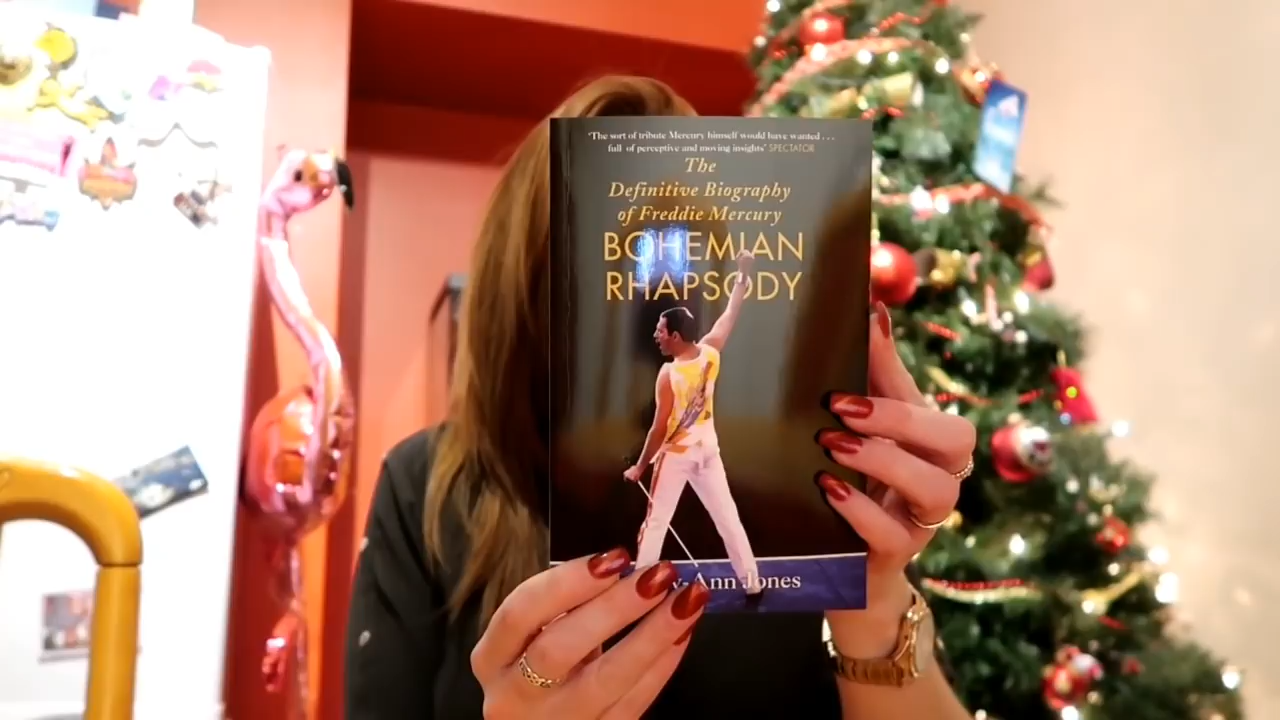 'The sort of tribute Mercury himself would have wanted ...
full of perceptive and moving insights' SPECTATOR
The
Definitive Biography
of Freddie Mercury
BOHEMIAN
RHAPSODY
y-Ann Jones